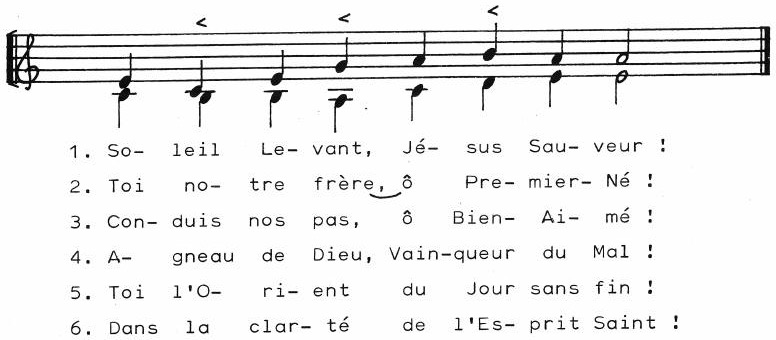 1. So- leil Le- vant, Jé- sus Sau- veur !
2. Toi no- tre frère, ô Pre- mier- Né !
3. Con- duis nos pas, ô Bien- Ai- mé !
4. A- gneau de Dieu, Vain-queur du Mal !
5. Toi l'O- ri- ent du Jour sans fin !
6. Dans la clar- té de l'Es- prit Saint !